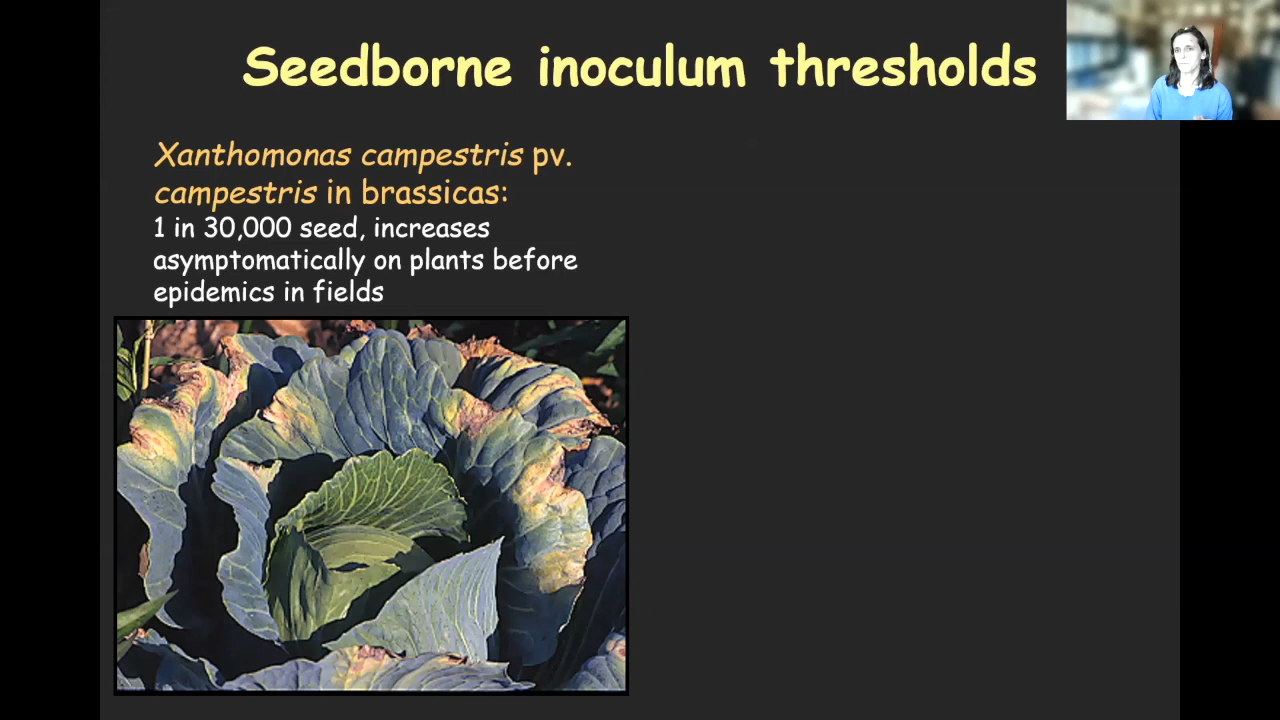 Seedborne inoculum thresholds
Xanthomonas campestris pv.
campestris in brassicas:
1 in 30,000 seed, increases
asymptomatically on plants before
epidemics in fields